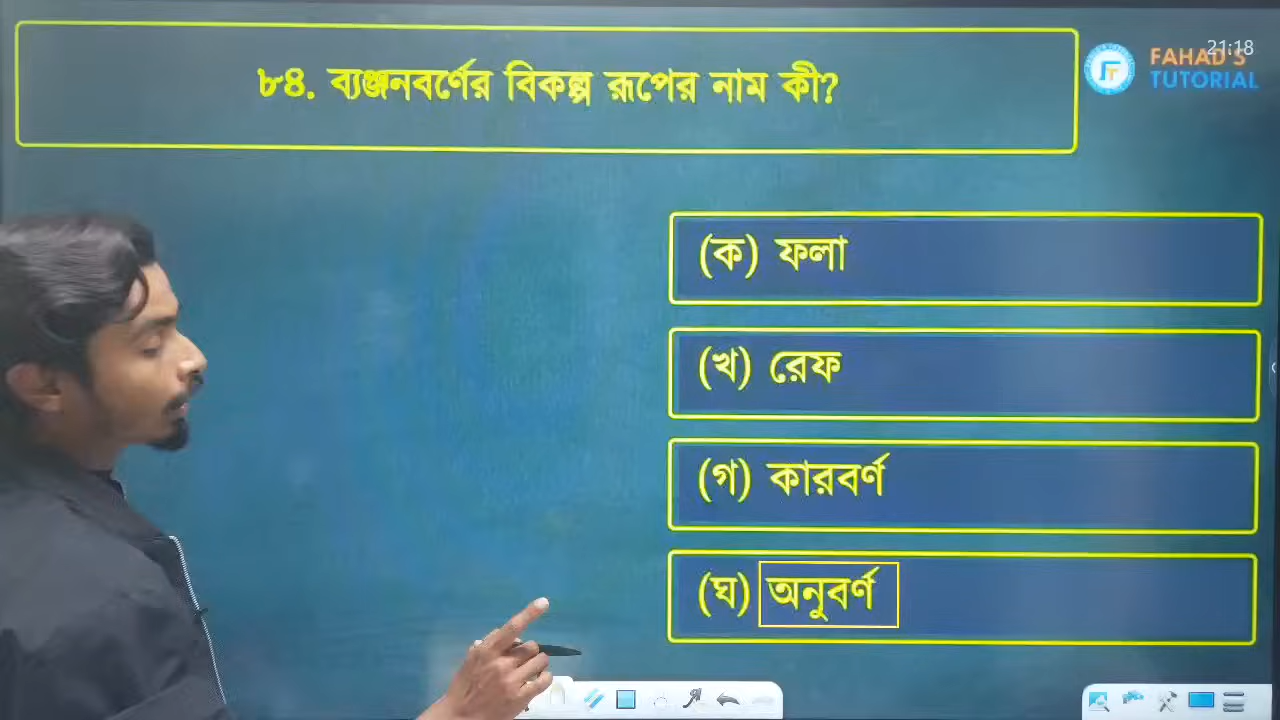 ৮৪. ব্যঞ্জনবর্ণের বিকল্প রূপের নাম কী?
21:18
FAHAD'S
TUTORIAL
(ক) ফলা
(খ) রেফ
(গ) কারবর্ণ
(ঘ) অনুবর্ণ